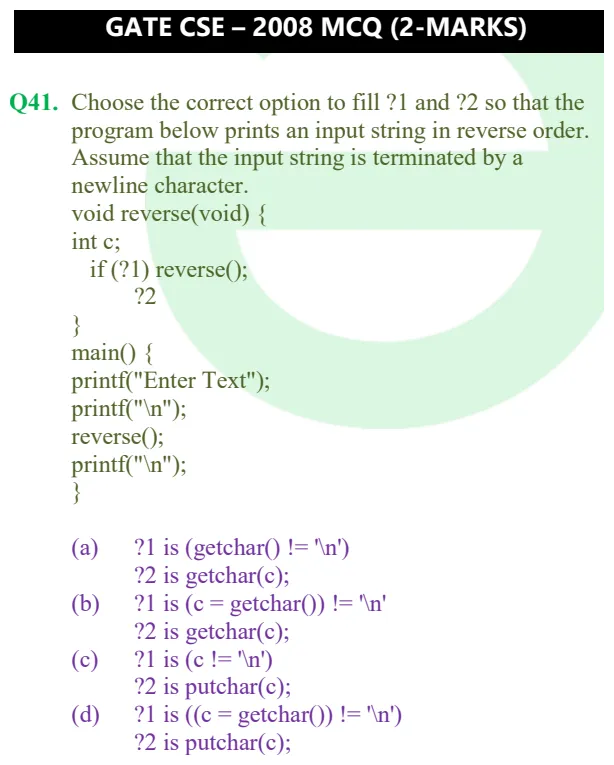 GATE CSE – 2008 MCQ (2-MARKS)
Q41. Choose the correct option to fill ?1 and ?2 so that the
program below prints an input string in reverse order.
Assume that the input string is terminated by a
newline character.
void reverse(void) {
int c;
if (?1) reverse();
?2
}
main() {
printf("Enter Text");
printf("\n");
reverse();
printf("\n");
}
(a) ?1 is (getchar() != '\n')
?2 is getchar(c);
(b) ?1 is (c = getchar()) != '\n'
?2 is getchar(c);
(c) ?1 is (c != '\n')
?2 is putchar(c);
(d) ?1 is ((c = getchar()) != '\n')
?2 is putchar(c);